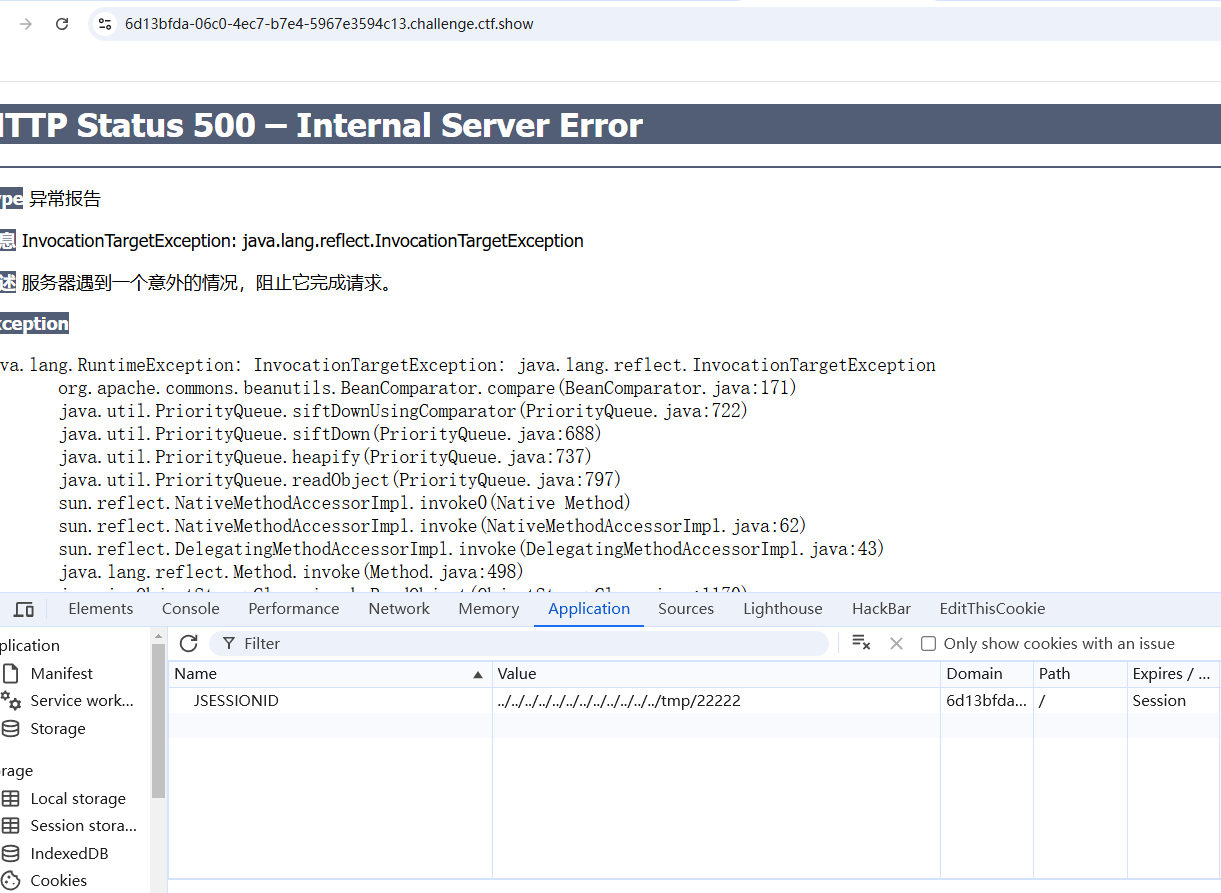 6d13bfda-06c0-4ec7-b7e4-5967e3594c13.challenge.ctf.show
TTP Status 500 – Internal Server Error
ype 异常报告
息 InvocationTargetException: java.lang.reflect.InvocationTargetException
述 服务器遇到一个意外的情况，阻止它完成请求。
ception
va.lang.RuntimeException: InvocationTargetException: java.lang.reflect.InvocationTargetException
org.apache.commons.beanutils.BeanComparator.compare(BeanComparator.java:171)
java.util.PriorityQueue.siftDownUsingComparator(PriorityQueue.java:722)
java.util.PriorityQueue.siftDown(PriorityQueue.java:688)
java.util.PriorityQueue.heapify(PriorityQueue.java:737)
java.util.PriorityQueue.readObject(PriorityQueue.java:797)
sun.reflect.NativeMethodAccessorImpl.invoke0(Native Method)
sun.reflect.NativeMethodAccessorImpl.invoke(NativeMethodAccessorImpl.java:62)
sun.reflect.DelegatingMethodAccessorImpl.invoke(DelegatingMethodAccessorImpl.java:43)
java.lang.reflect.Method.invoke(Method.java:498)
Elements Console Performance Network Memory Application Sources Lighthouse HackBar EditThisCookie
plication
Filter
Only show cookies with an issue
Manifest
Service work...
Storage
rage
Local storage
Session stora...
IndexedDB
Cookies
Name Value Domain Path Expires / ...
JSESSIONID ../../../../../../../../../../../../tmp/22222 6d13bfda... / Session